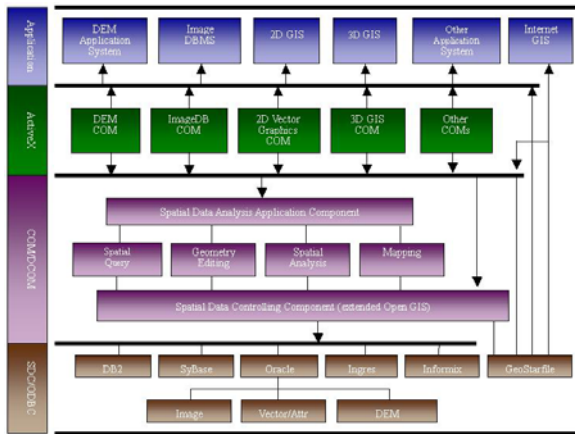 Application
DEM
Application
System
Image
DBMS
2D GIS
3D GIS
Other
Application
System
Internet
GIS
ActiveX
DEM
COM
ImageDB
COM
2D Vector
Graphics
COM
3D GIS
COM
Other
COMs
COM/DCOM
Spatial Data Analysis Application Component
Spatial
Query
Geometry
Editing
Spatial
Analysis
Mapping
Spatial Data Controlling Component (extended Open GIS)
SDC/ODBC
DB2
SyBase
Oracle
Ingres
Informix
GeoStarfile
Image
Vector/Attr
DEM